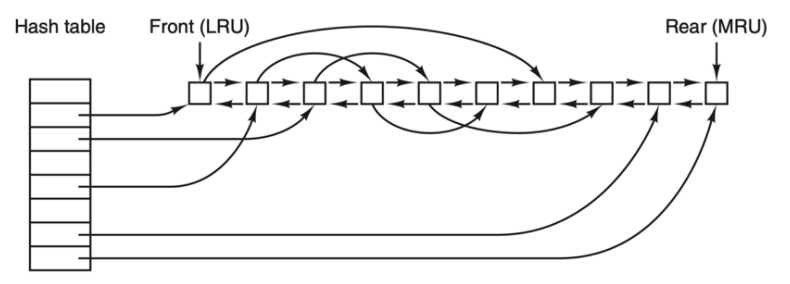 Hash table
Front (LRU)
Rear (MRU)